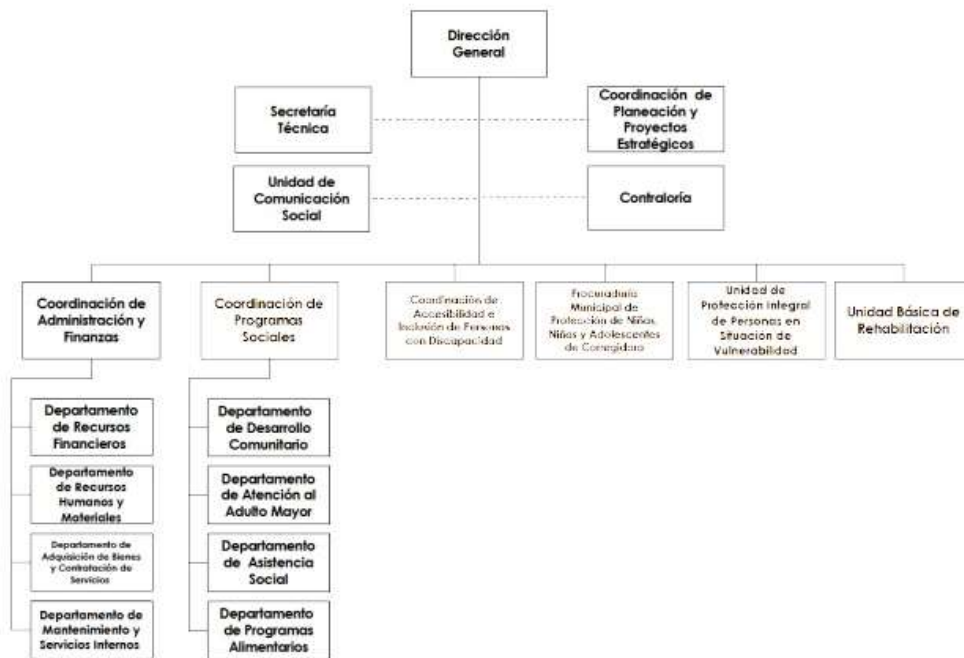 Dirección
General
Secretaría
Técnica
Coordinación de
Planeación y
Proyectos
Estratégicos
Unidad de
Comunicación
Social
Contraloría
Coordinación de
Administración y
Finanzas
Coordinación de
Programas
Sociales
Coordinación de
Accesibilidad e
Inclusión de Personas
con Discapacidad
Procuraduría
Municipal de
Protección de Niñas,
Niños y Adolescentes
de Corregidora
Unidad de
Protección Integral
de Personas en
Situación de
Vulnerabilidad
Unidad Básica de
Rehabilitación
Departamento
de Recursos
Financieros
Departamento
de Recursos
Humanos y
Materiales
Departamento de
Adquisición de Bienes
y Contratación de
Servicios
Departamento de
Mantenimiento y
Servicios Internos
Departamento
de Desarrollo
Comunitario
Departamento
de Atención al
Adulto Mayor
Departamento
de Asistencia
Social
Departamento
de Programas
Alimentarios